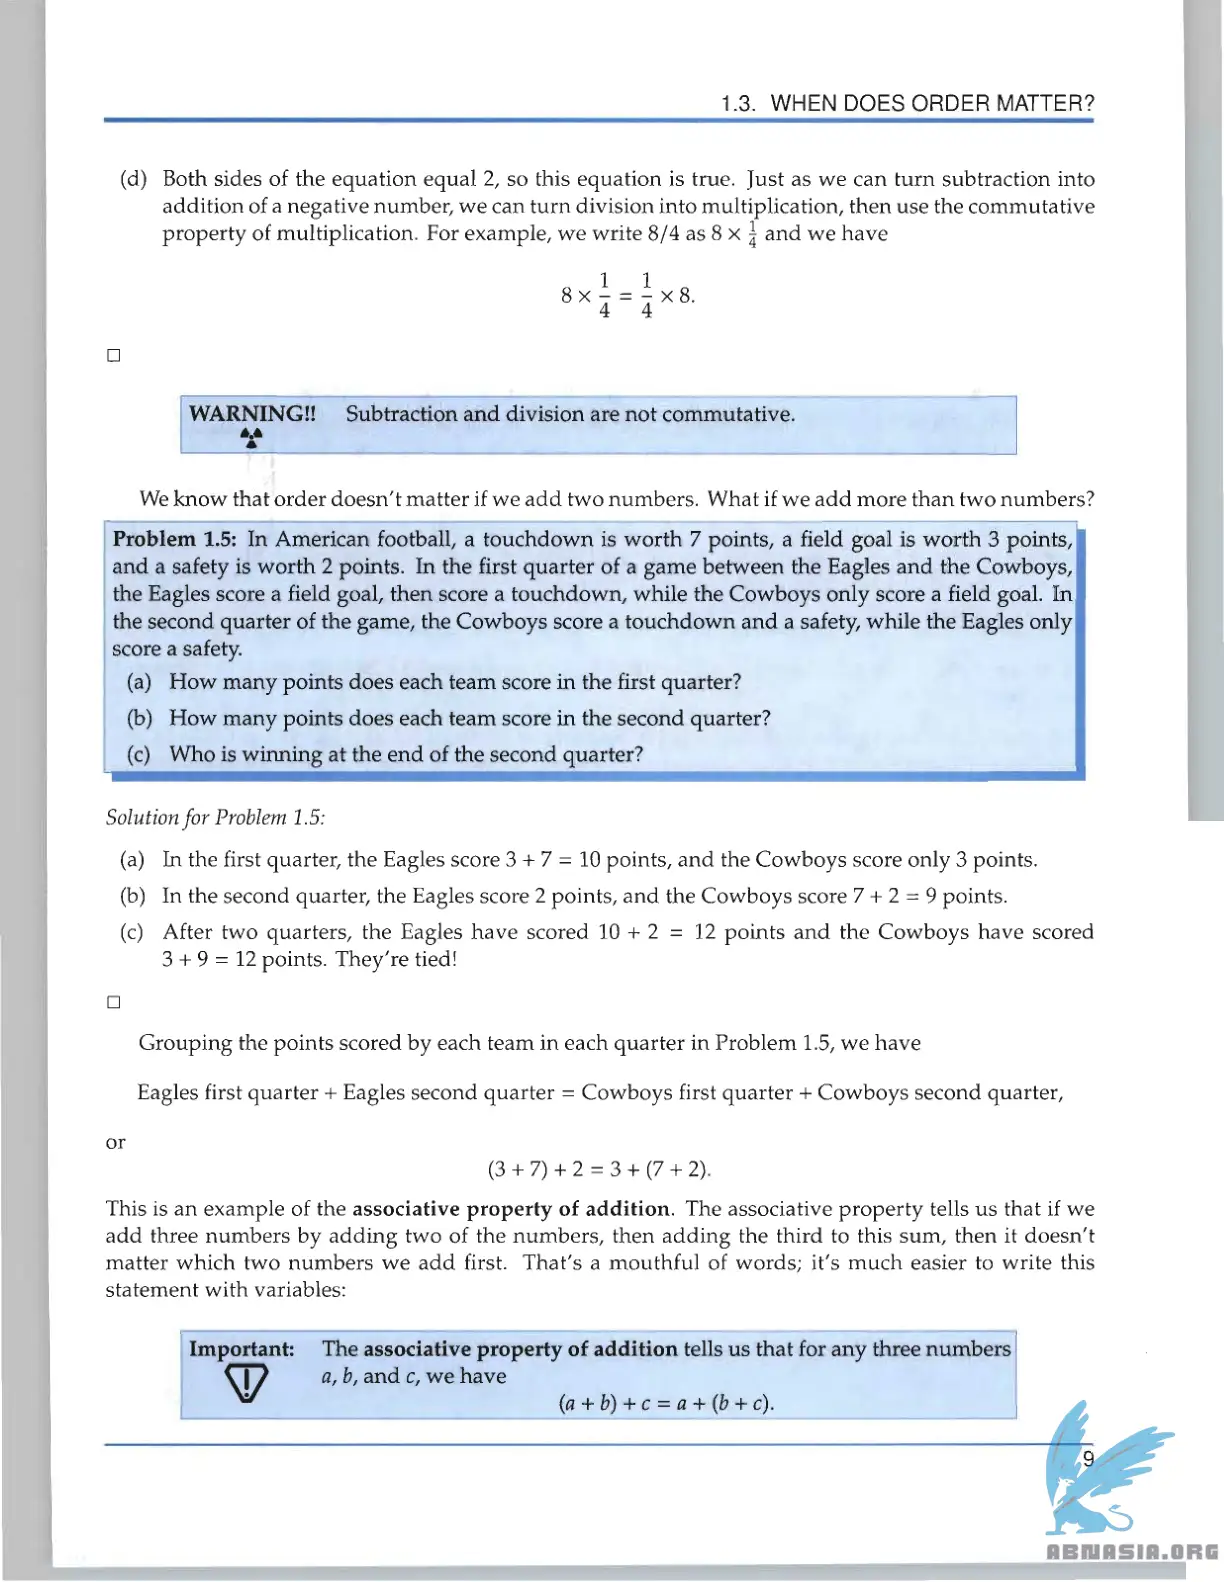 1.3. WHEN DOES ORDER MATTER?
(d) Both sides of the equation equal 2, so this equation is true. Just as we can turn subtraction into
addition of a negative number, we can turn division into multiplication, then use the commutative
property of multiplication. For example, we write 8/4 as 8 × 1/4 and we have
8 × 1/4 = 1/4 × 8.
□
WARNING!! Subtraction and division are not commutative.
We know that order doesn't matter if we add two numbers. What if we add more than two numbers?
Problem 1.5: In American football, a touchdown is worth 7 points, a field goal is worth 3 points,
and a safety is worth 2 points. In the first quarter of a game between the Eagles and the Cowboys,
the Eagles score a field goal, then score a touchdown, while the Cowboys only score a field goal. In
the second quarter of the game, the Cowboys score a touchdown and a safety, while the Eagles only
score a safety.
(a) How many points does each team score in the first quarter?
(b) How many points does each team score in the second quarter?
(c) Who is winning at the end of the second quarter?
Solution for Problem 1.5:
(a) In the first quarter, the Eagles score 3 + 7 = 10 points, and the Cowboys score only 3 points.
(b) In the second quarter, the Eagles score 2 points, and the Cowboys score 7 + 2 = 9 points.
(c) After two quarters, the Eagles have scored 10 + 2 = 12 points and the Cowboys have scored
3 + 9 = 12 points. They're tied!
□
Grouping the points scored by each team in each quarter in Problem 1.5, we have
Eagles first quarter + Eagles second quarter = Cowboys first quarter + Cowboys second quarter,
or
(3 + 7) + 2 = 3 + (7 + 2).
This is an example of the associative property of addition. The associative property tells us that if we
add three numbers by adding two of the numbers, then adding the third to this sum, then it doesn't
matter which two numbers we add first. That's a mouthful of words; it's much easier to write this
statement with variables:
Important: The associative property of addition tells us that for any three numbers
a, b, and c, we have
(a + b) + c = a + (b + c).
9
ABNASIA.ORG